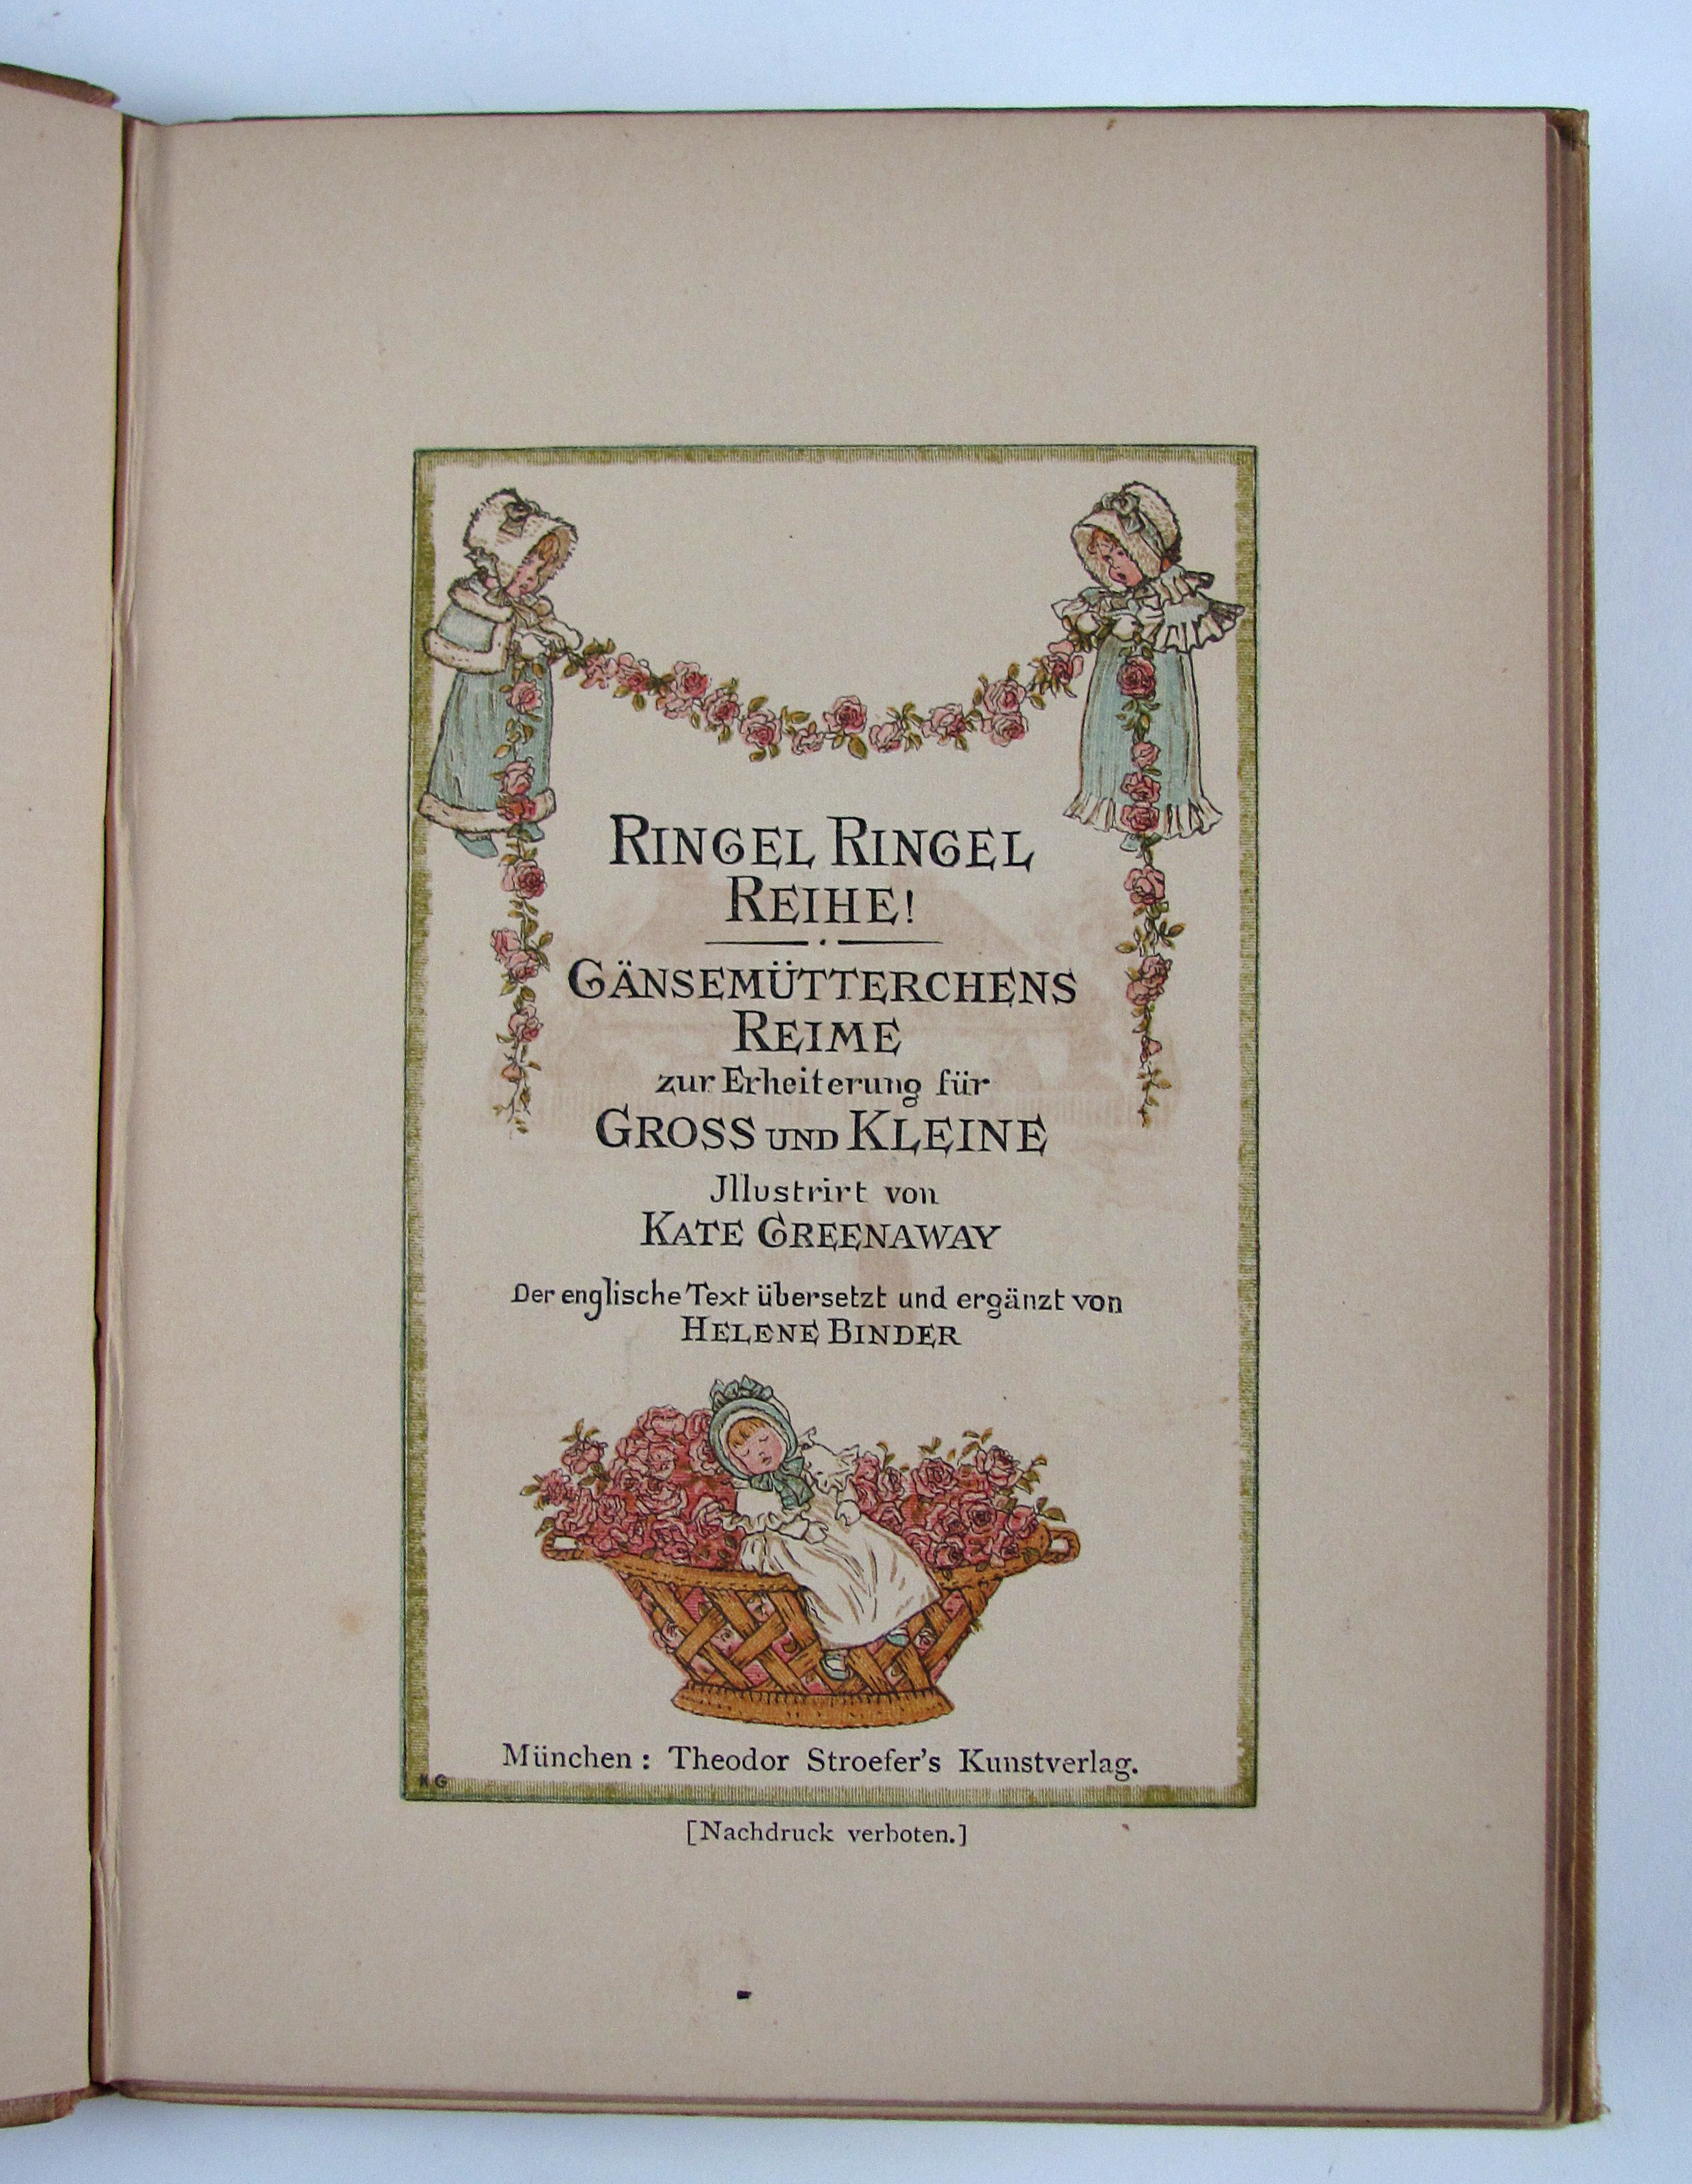 RINGEL RINGEL
REIHE!
GÄNSEMÜTTERCHENS
REIME
zur Erheiterung für
GROSS UND KLEINE
Jllustrirt von
KATE GREENAWAY
Der englische Text übersetzt und ergänzt von
HELENE BINDER
München: Theodor Stroefer's Kunstverlag.
KG
[Nachdruck verboten.]